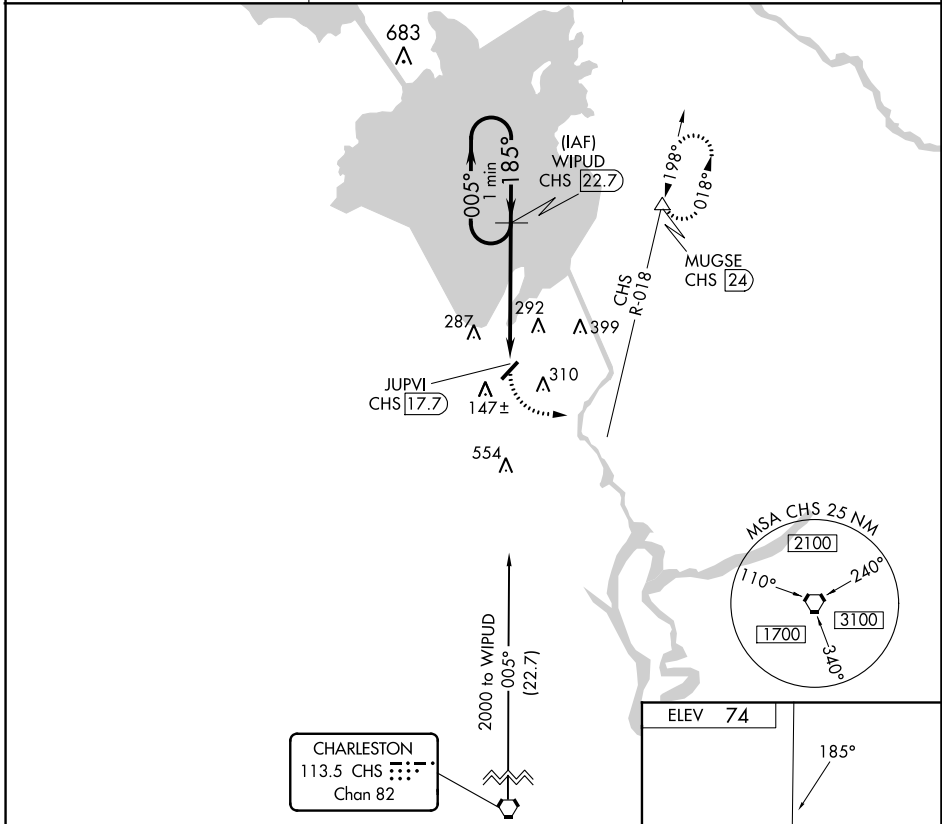 683
(IAF)
WIPUD
CHS 22.7
005°
1 min
185°
198°
018°
MUGSE
CHS 24
CHS
R-018
287
292
399
JUPVI
CHS 17.7
147±
310
554
MSA CHS 25 NM
2100
110°
240°
1700
3100
340°
2000 to WIPUD
005°
(22.7)
CHARLESTON
113.5 CHS
Chan 82
ELEV 74
185°